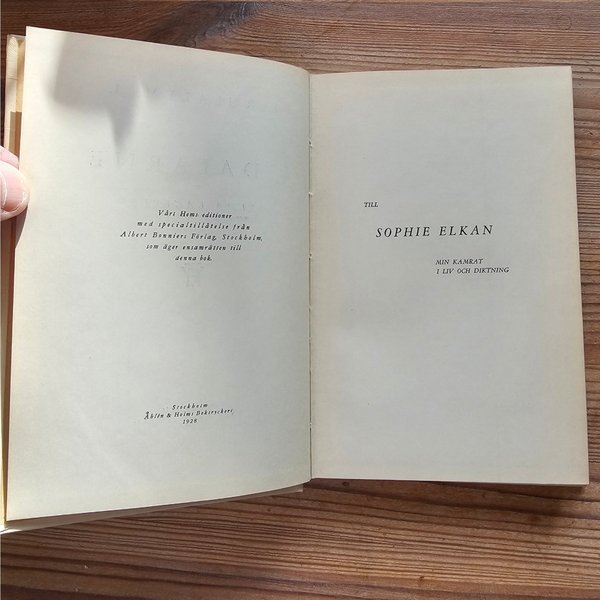 Vårt Hems editioner
med specialtillåtelse från
Albert Bonniers Förlag, Stockholm,
som äger ensamrätten till
denna bok.
Stockholm
Åhlén & Holms Boktryckeri
1928
TILL
SOPHIE ELKAN
MIN KAMRAT
I LIV OCH DIKTNING